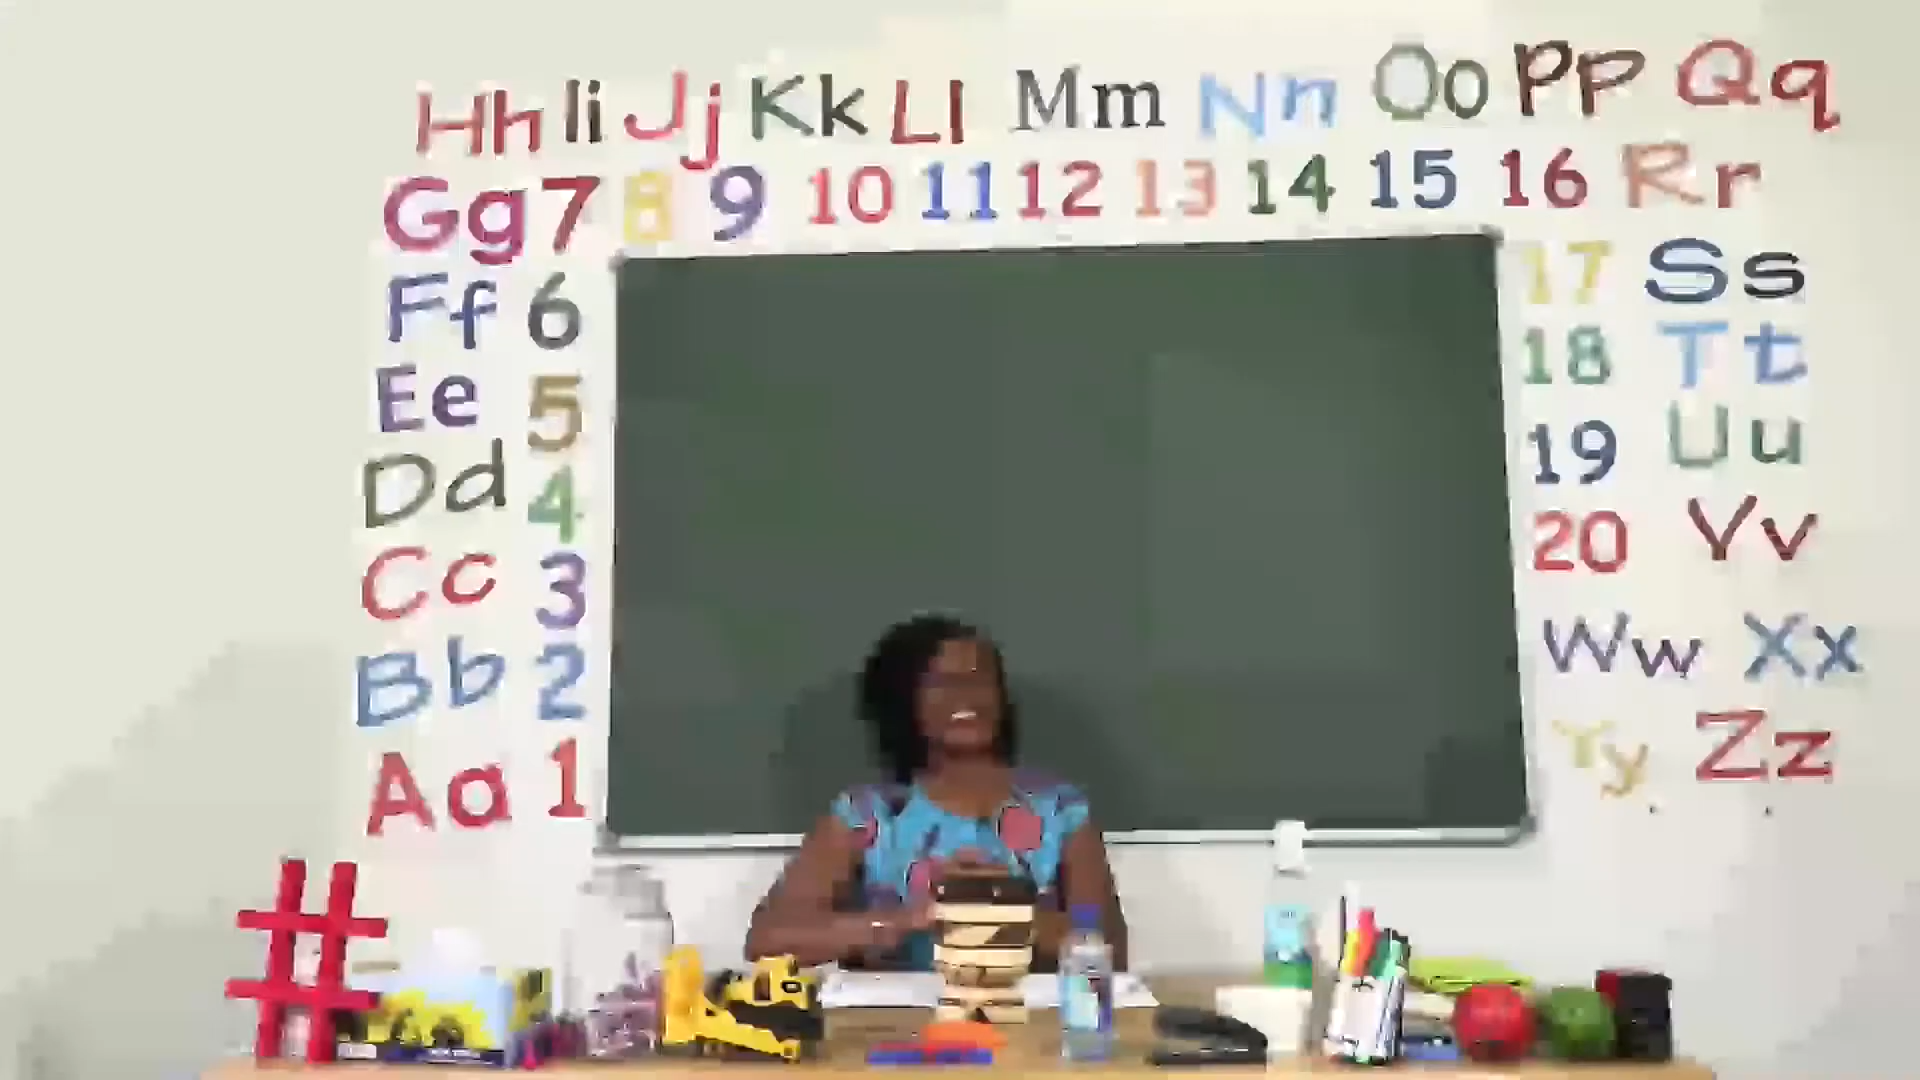 Hh Ii Jj Kk Ll Mm Nn Oo Pp Qq
Gg 7 8 9 10 11 12 13 14 15 16 Rr
Ff 6 17 Ss
Ee 5 18 Tt
Dd 4 19 Uu
Cc 3 20 Vv
Bb 2 Ww Xx
Aa 1 Yy Zz
#